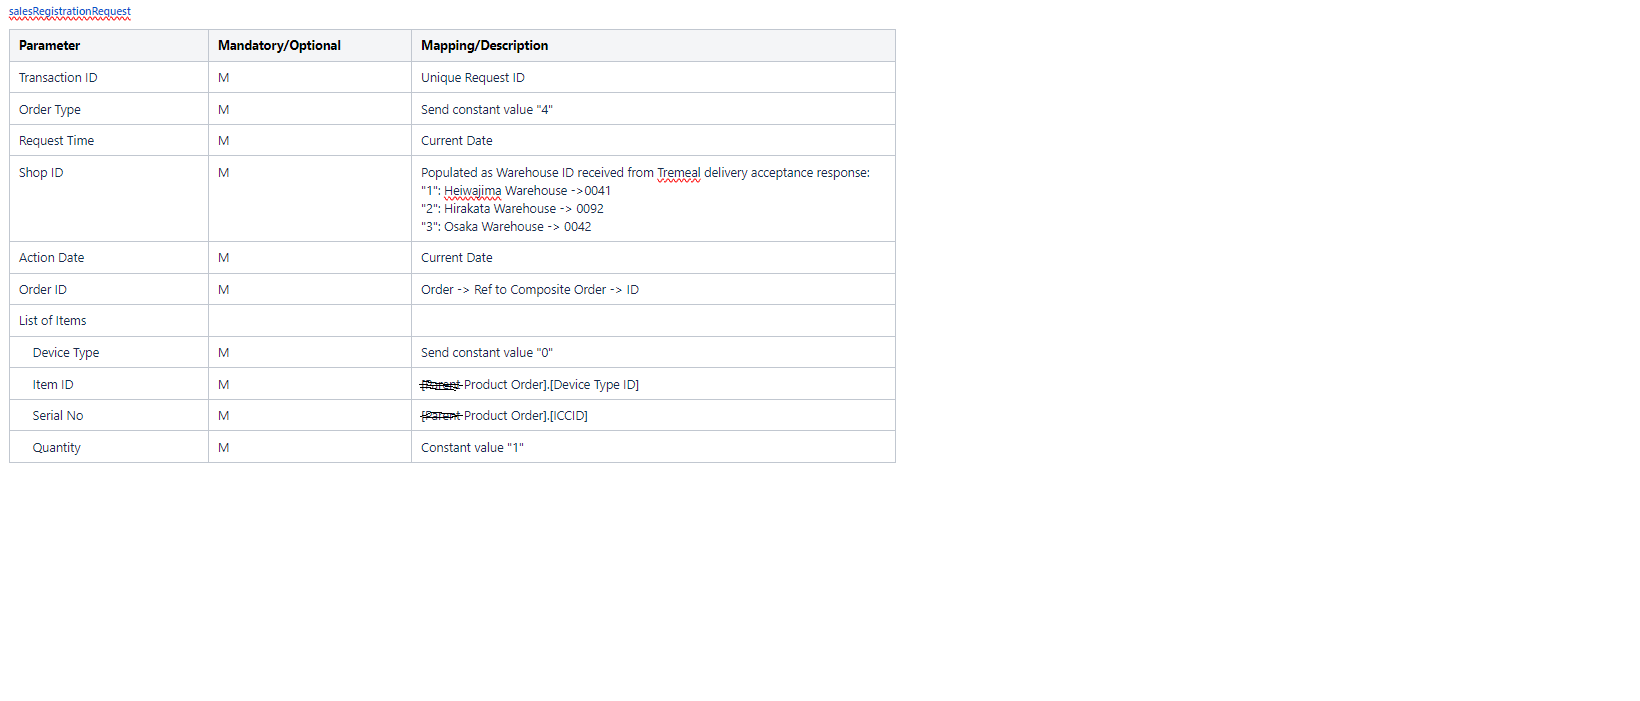 salesRegistrationRequest
Parameter Mandatory/Optional Mapping/Description
Transaction ID M Unique Request ID
Order Type M Send constant value "4"
Request Time M Current Date
Shop ID M Populated as Warehouse ID received from Tremeal delivery acceptance response:
"1": Heiwajima Warehouse ->0041
"2": Hirakata Warehouse -> 0092
"3": Osaka Warehouse -> 0042
Action Date M Current Date
Order ID M Order -> Ref to Composite Order -> ID
List of Items
Device Type M Send constant value "0"
Item ID M [Parent Product Order].[Device Type ID]
Serial No M [Parent Product Order].[ICCID]
Quantity M Constant value "1"